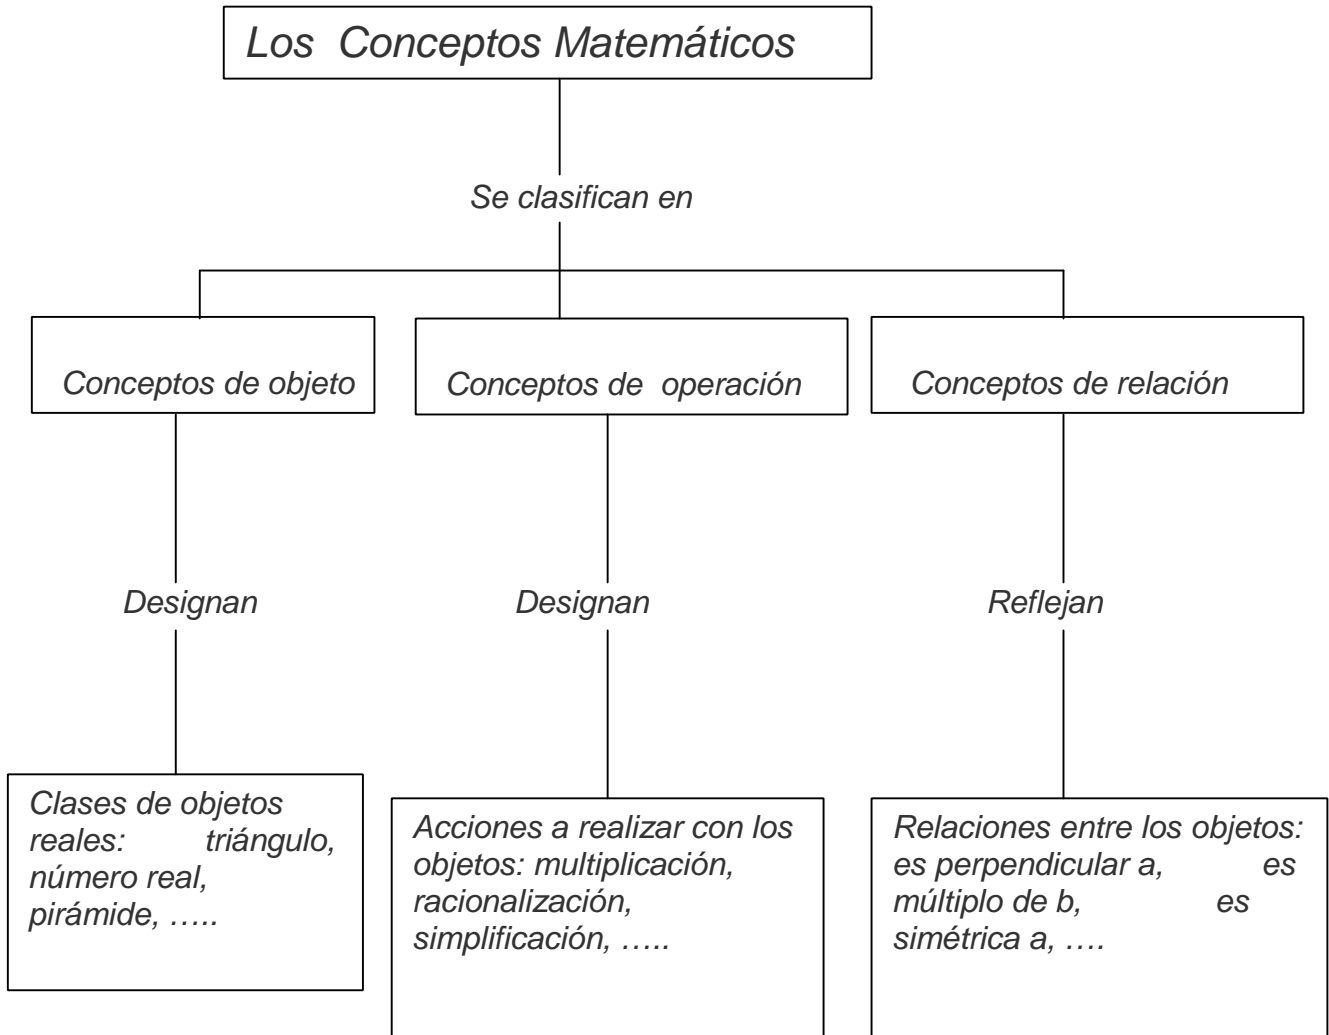 Los Conceptos Matemáticos
Se clasifican en
Conceptos de objeto
Conceptos de operación
Conceptos de relación
Designan
Designan
Reflejan
Clases de objetos
reales: triángulo,
número real,
pirámide, …..
Acciones a realizar con los
objetos: multiplicación,
racionalización,
simplificación, …..
Relaciones entre los objetos:
es perpendicular a, es
múltiplo de b, es
simétrica a, ….